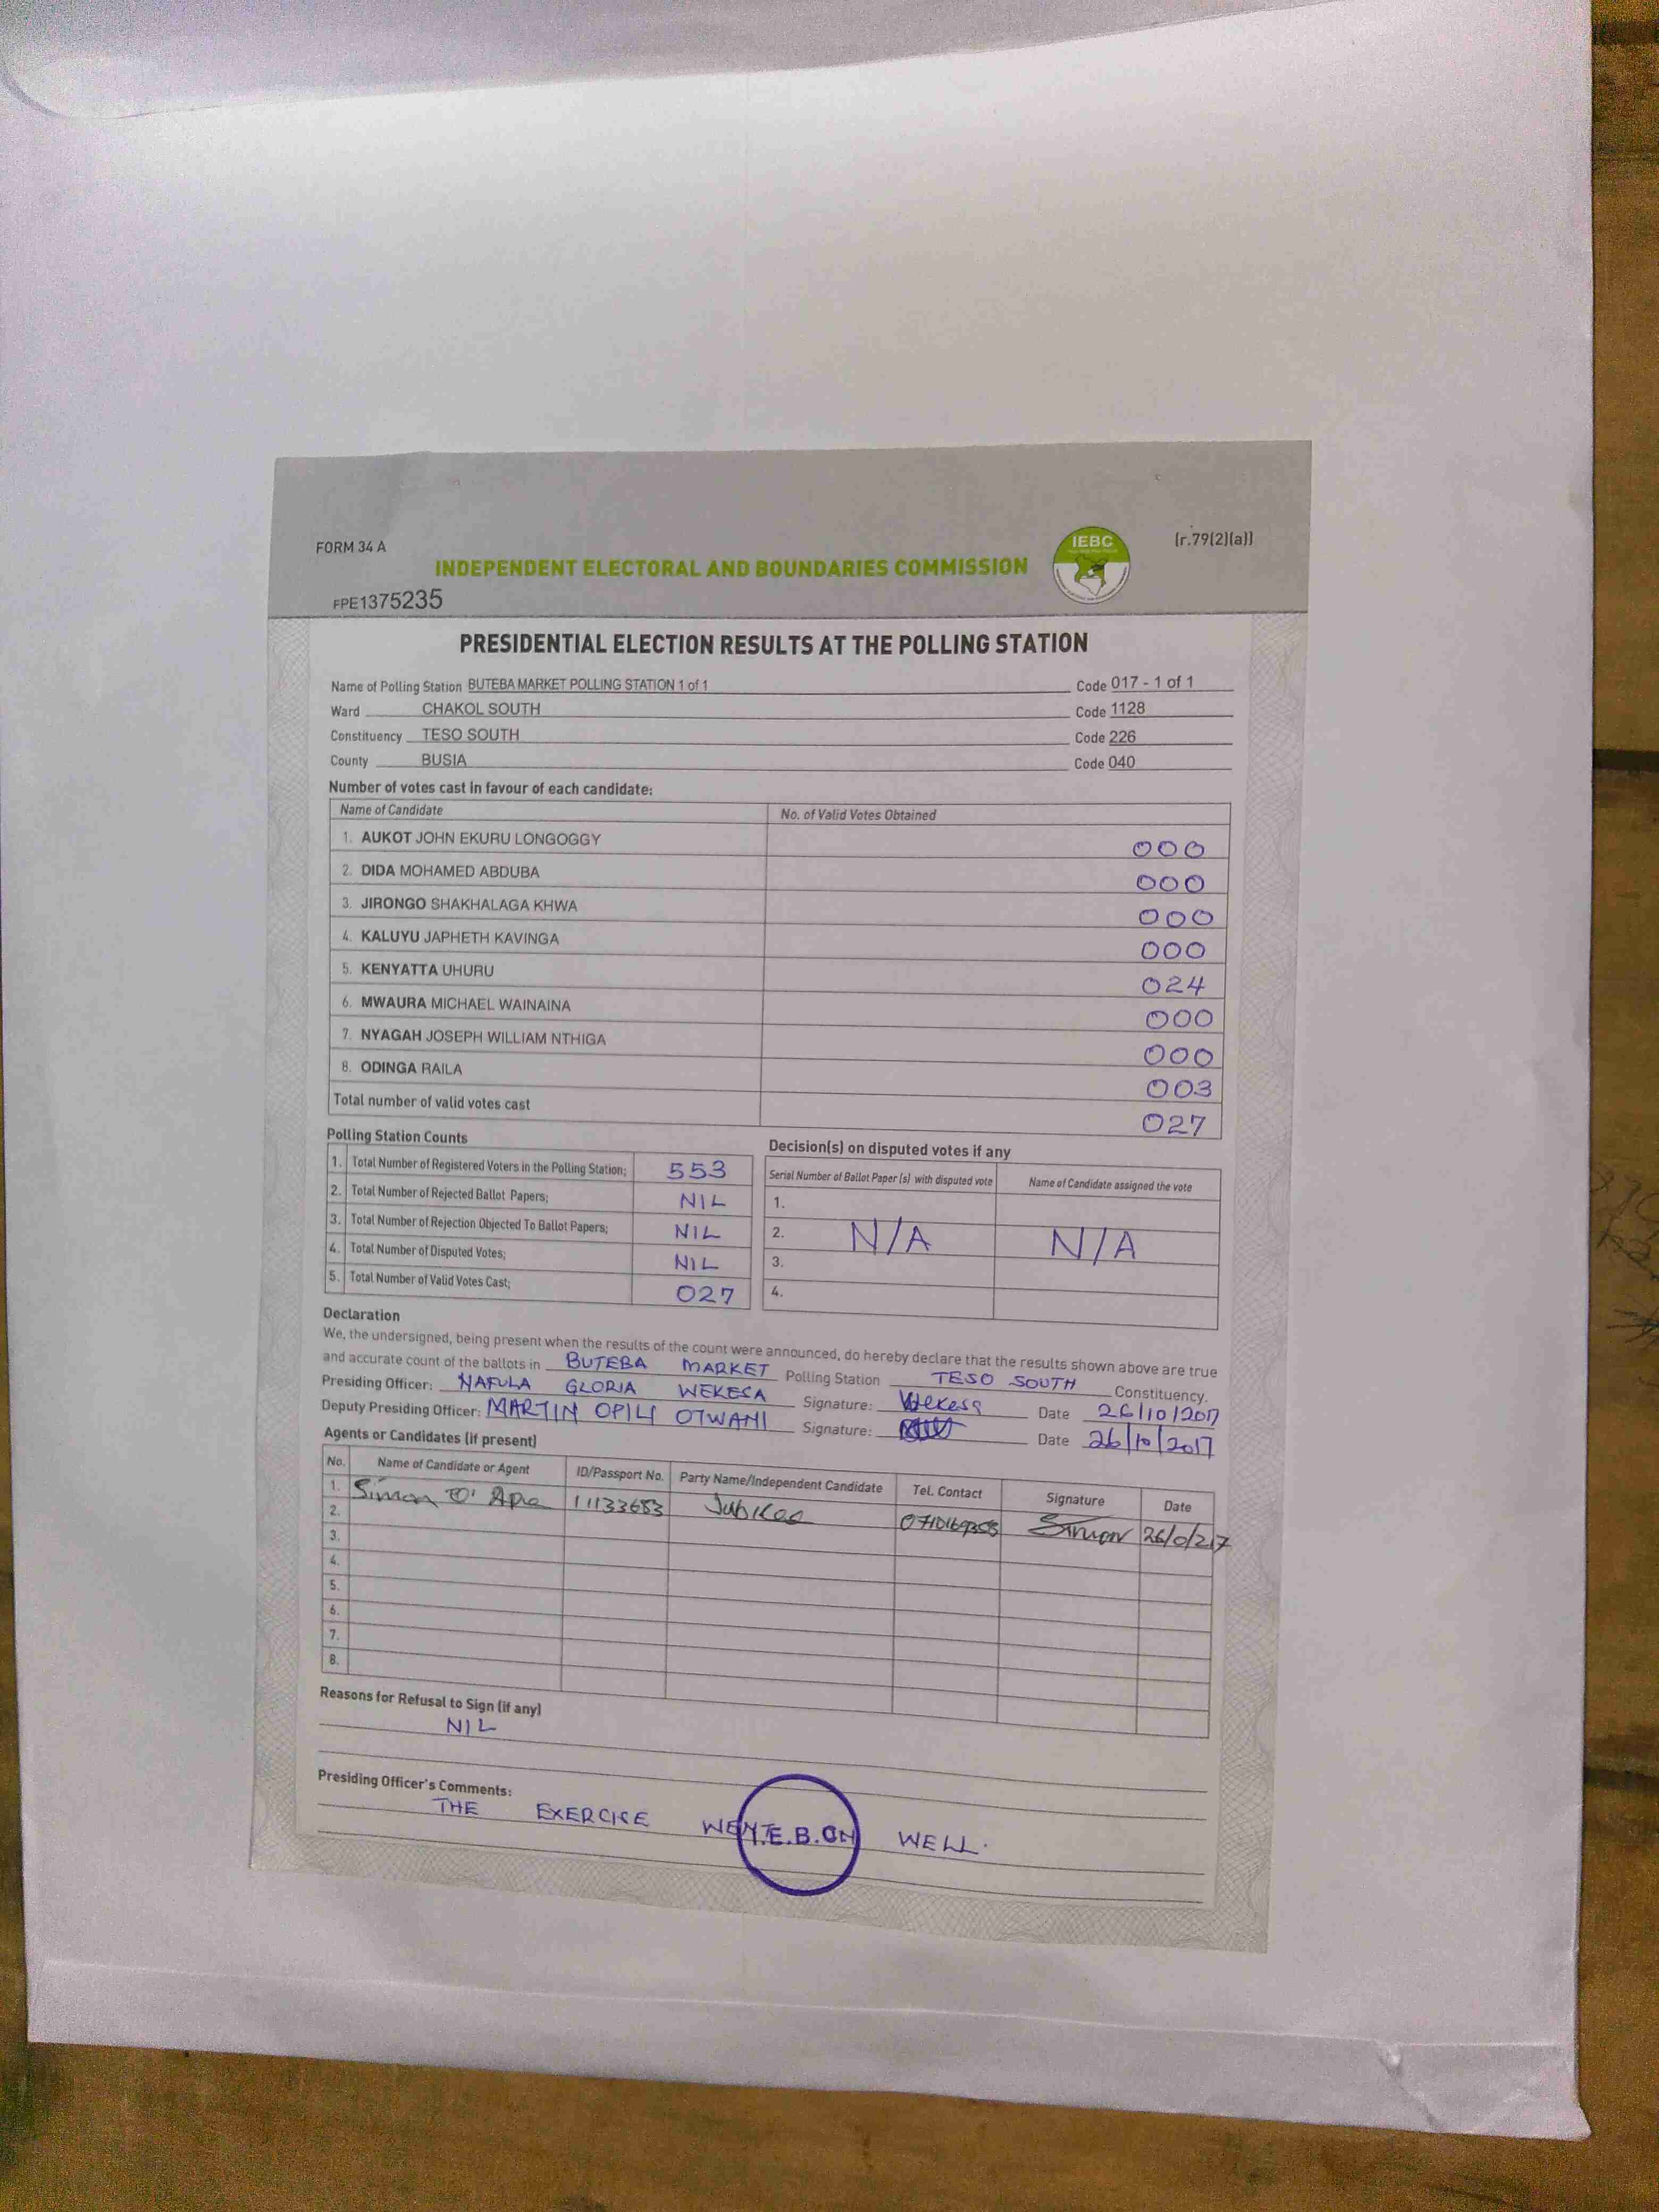 FORM 34 A
[r.79(2)(a)]
IEBC
INDEPENDENT ELECTORAL AND BOUNDARIES COMMISSION
FPE1375235
PRESIDENTIAL ELECTION RESULTS AT THE POLLING STATION
Name of Polling Station BUTEBA MARKET POLLING STATION 1 of 1 Code 017 - 1 of 1
Ward CHAKOL SOUTH Code 1128
Constituency TESO SOUTH Code 226
County BUSIA Code 040
Number of votes cast in favour of each candidate:
Name of Candidate No. of Valid Votes Obtained
1. AUKOT JOHN EKURU LONGOGGY 000
2. DIDA MOHAMED ABDUBA 000
3. JIRONGO SHAKHALAGA KHWA 000
4. KALUYU JAPHETH KAVINGA 000
5. KENYATTA UHURU 024
6. MWAURA MICHAEL WAINAINA 000
7. NYAGAH JOSEPH WILLIAM NTHIGA 000
8. ODINGA RAILA 003
Total number of valid votes cast 027
Polling Station Counts
1. Total Number of Registered Voters in the Polling Station; 553
2. Total Number of Rejected Ballot Papers; NIL
3. Total Number of Rejection Objected To Ballot Papers; NIL
4. Total Number of Disputed Votes; NIL
5. Total Number of Valid Votes Cast; 027
Decision(s) on disputed votes if any
Serial Number of Ballot Paper (s) with disputed vote Name of Candidate assigned the vote
1.
2. N/A N/A
3.
4.
Declaration
We, the undersigned, being present when the results of the count were announced, do hereby declare that the results shown above are true
and accurate count of the ballots in BUTEBA MARKET Polling Station TESO SOUTH Constituency.
Presiding Officer: NAFULA GLORIA WEKESA Signature: Wekesa Date 26/10/2017
Deputy Presiding Officer: MARTIN OPILI OTWANI Signature: Date 26/10/2017
Agents or Candidates (if present)
No. Name of Candidate or Agent ID/Passport No. Party Name/Independent Candidate Tel. Contact Signature Date
1. Simon 11133653 Jubilee Simon
2.
3.
4.
5.
6.
7.
8.
Reasons for Refusal to Sign (if any)
NIL
Presiding Officer's Comments:
THE EXERCISE WENT ON WELL.